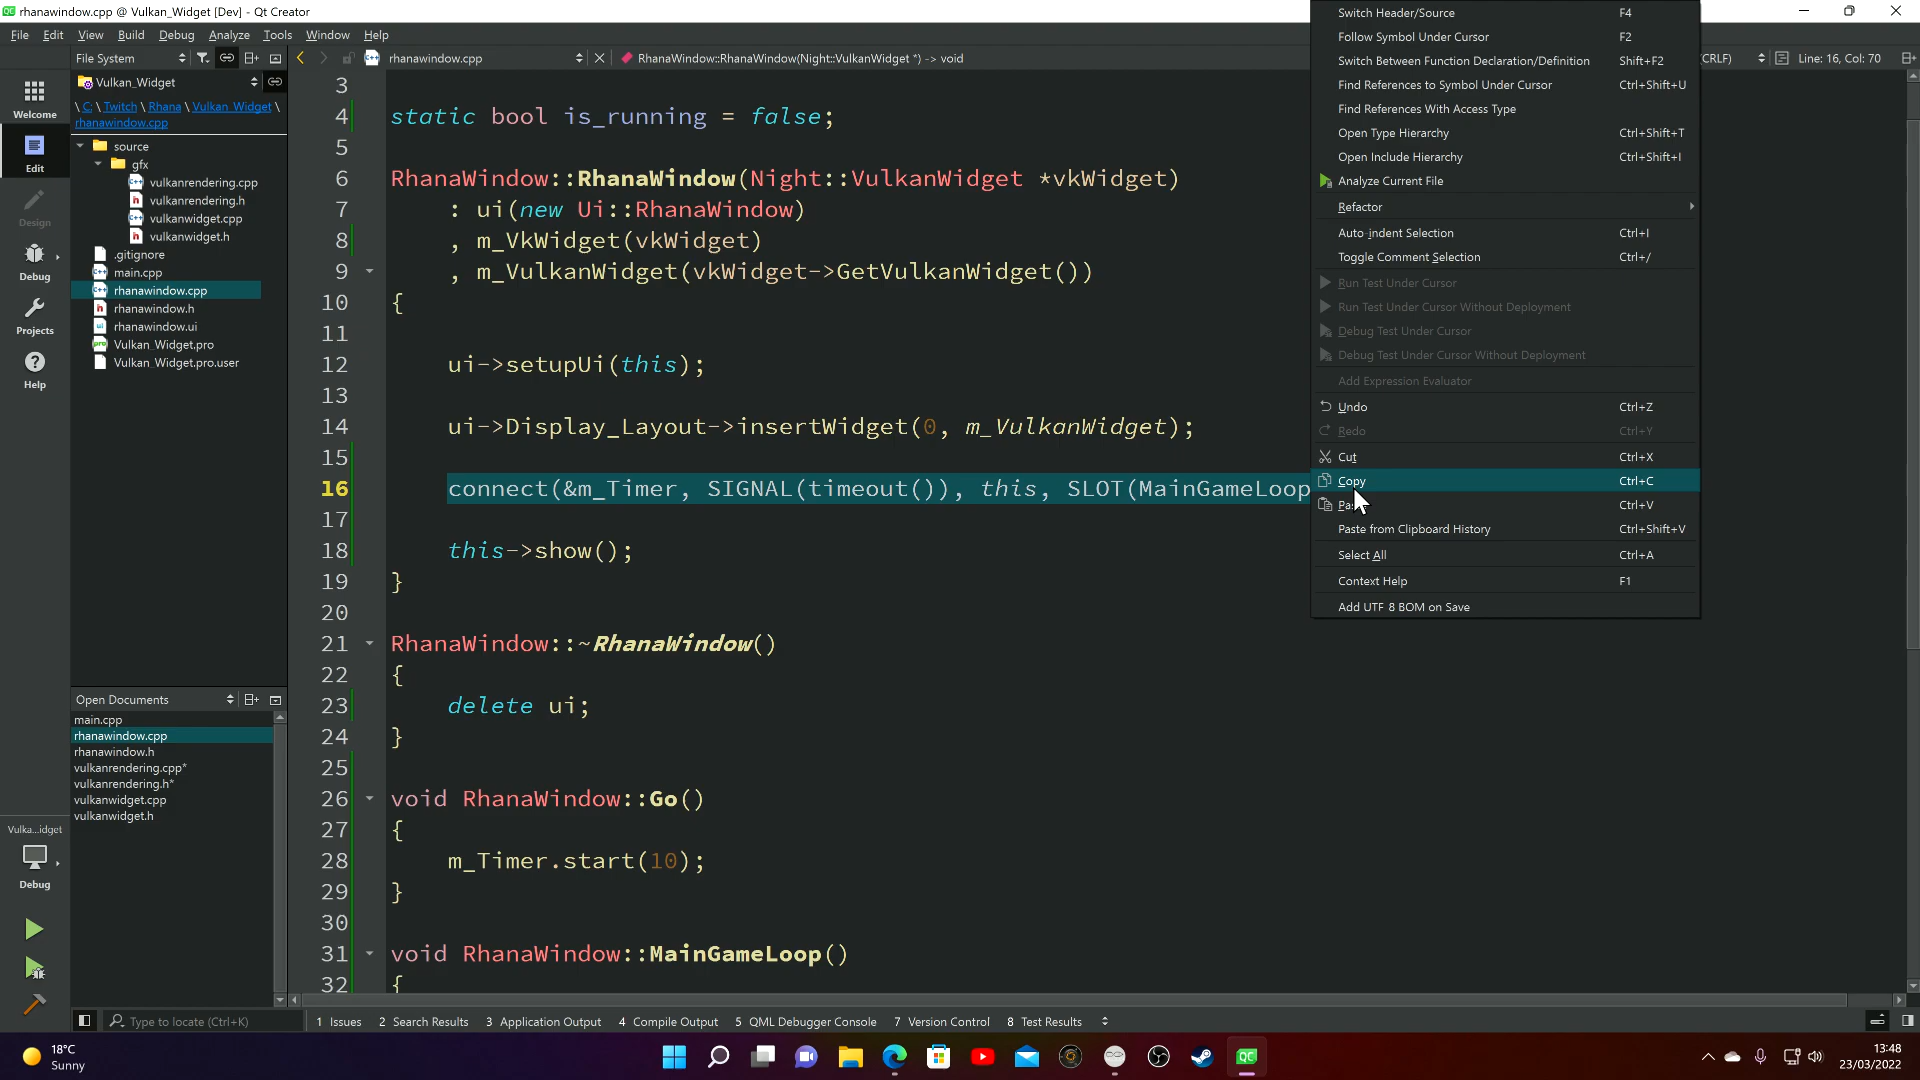 rhanawindow.cpp @ Vulkan_Widget [Dev] - Qt Creator
File Edit View Build Debug Analyze Tools Window Help
File System
rhanawindow.cpp
RhanaWindow::RhanaWindow(Night::VulkanWidget *) -> void
CRLF)
Line: 16, Col: 70
Vulkan_Widget
\ C: \ Twitch \ Rhana \ Vulkan_Widget \
rhanawindow.cpp
source
gfx
vulkanrendering.cpp
vulkanrendering.h
vulkanwidget.cpp
vulkanwidget.h
.gitignore
main.cpp
rhanawindow.cpp
rhanawindow.h
rhanawindow.ui
Vulkan_Widget.pro
Vulkan_Widget.pro.user
Welcome
Edit
Design
Debug
Projects
Help
Open Documents
main.cpp
rhanawindow.cpp
rhanawindow.h
vulkanrendering.cpp*
vulkanrendering.h*
vulkanwidget.cpp
vulkanwidget.h
Vulka...idget
Debug
3
4 static bool is_running = false;
5
6 RhanaWindow::RhanaWindow(Night::VulkanWidget *vkWidget)
7 : ui(new Ui::RhanaWindow)
8 , m_VkWidget(vkWidget)
9 , m_VulkanWidget(vkWidget->GetVulkanWidget())
10 {
11
12 ui->setupUi(this);
13
14 ui->Display_Layout->insertWidget(0, m_VulkanWidget);
15
16 connect(&m_Timer, SIGNAL(timeout()), this, SLOT(MainGameLoop
17
18 this->show();
19 }
20
21 RhanaWindow::~RhanaWindow()
22 {
23 delete ui;
24 }
25
26 void RhanaWindow::Go()
27 {
28 m_Timer.start(10);
29 }
30
31 void RhanaWindow::MainGameLoop()
32 {
Switch Header/Source F4
Follow Symbol Under Cursor F2
Switch Between Function Declaration/Definition Shift+F2
Find References to Symbol Under Cursor Ctrl+Shift+U
Find References With Access Type
Open Type Hierarchy Ctrl+Shift+T
Open Include Hierarchy Ctrl+Shift+I
Analyze Current File
Refactor
Auto-indent Selection Ctrl+I
Toggle Comment Selection Ctrl+/
Run Test Under Cursor
Run Test Under Cursor Without Deployment
Debug Test Under Cursor
Debug Test Under Cursor Without Deployment
Add Expression Evaluator
Undo Ctrl+Z
Redo Ctrl+Y
Cut Ctrl+X
Copy Ctrl+C
Ctrl+V
Paste from Clipboard History Ctrl+Shift+V
Select All Ctrl+A
Context Help F1
Add UTF 8 BOM on Save
Type to locate (Ctrl+K)
1 Issues 2 Search Results 3 Application Output 4 Compile Output 5 QML Debugger Console 7 Version Control 8 Test Results
18°C
Sunny
13:48
23/03/2022